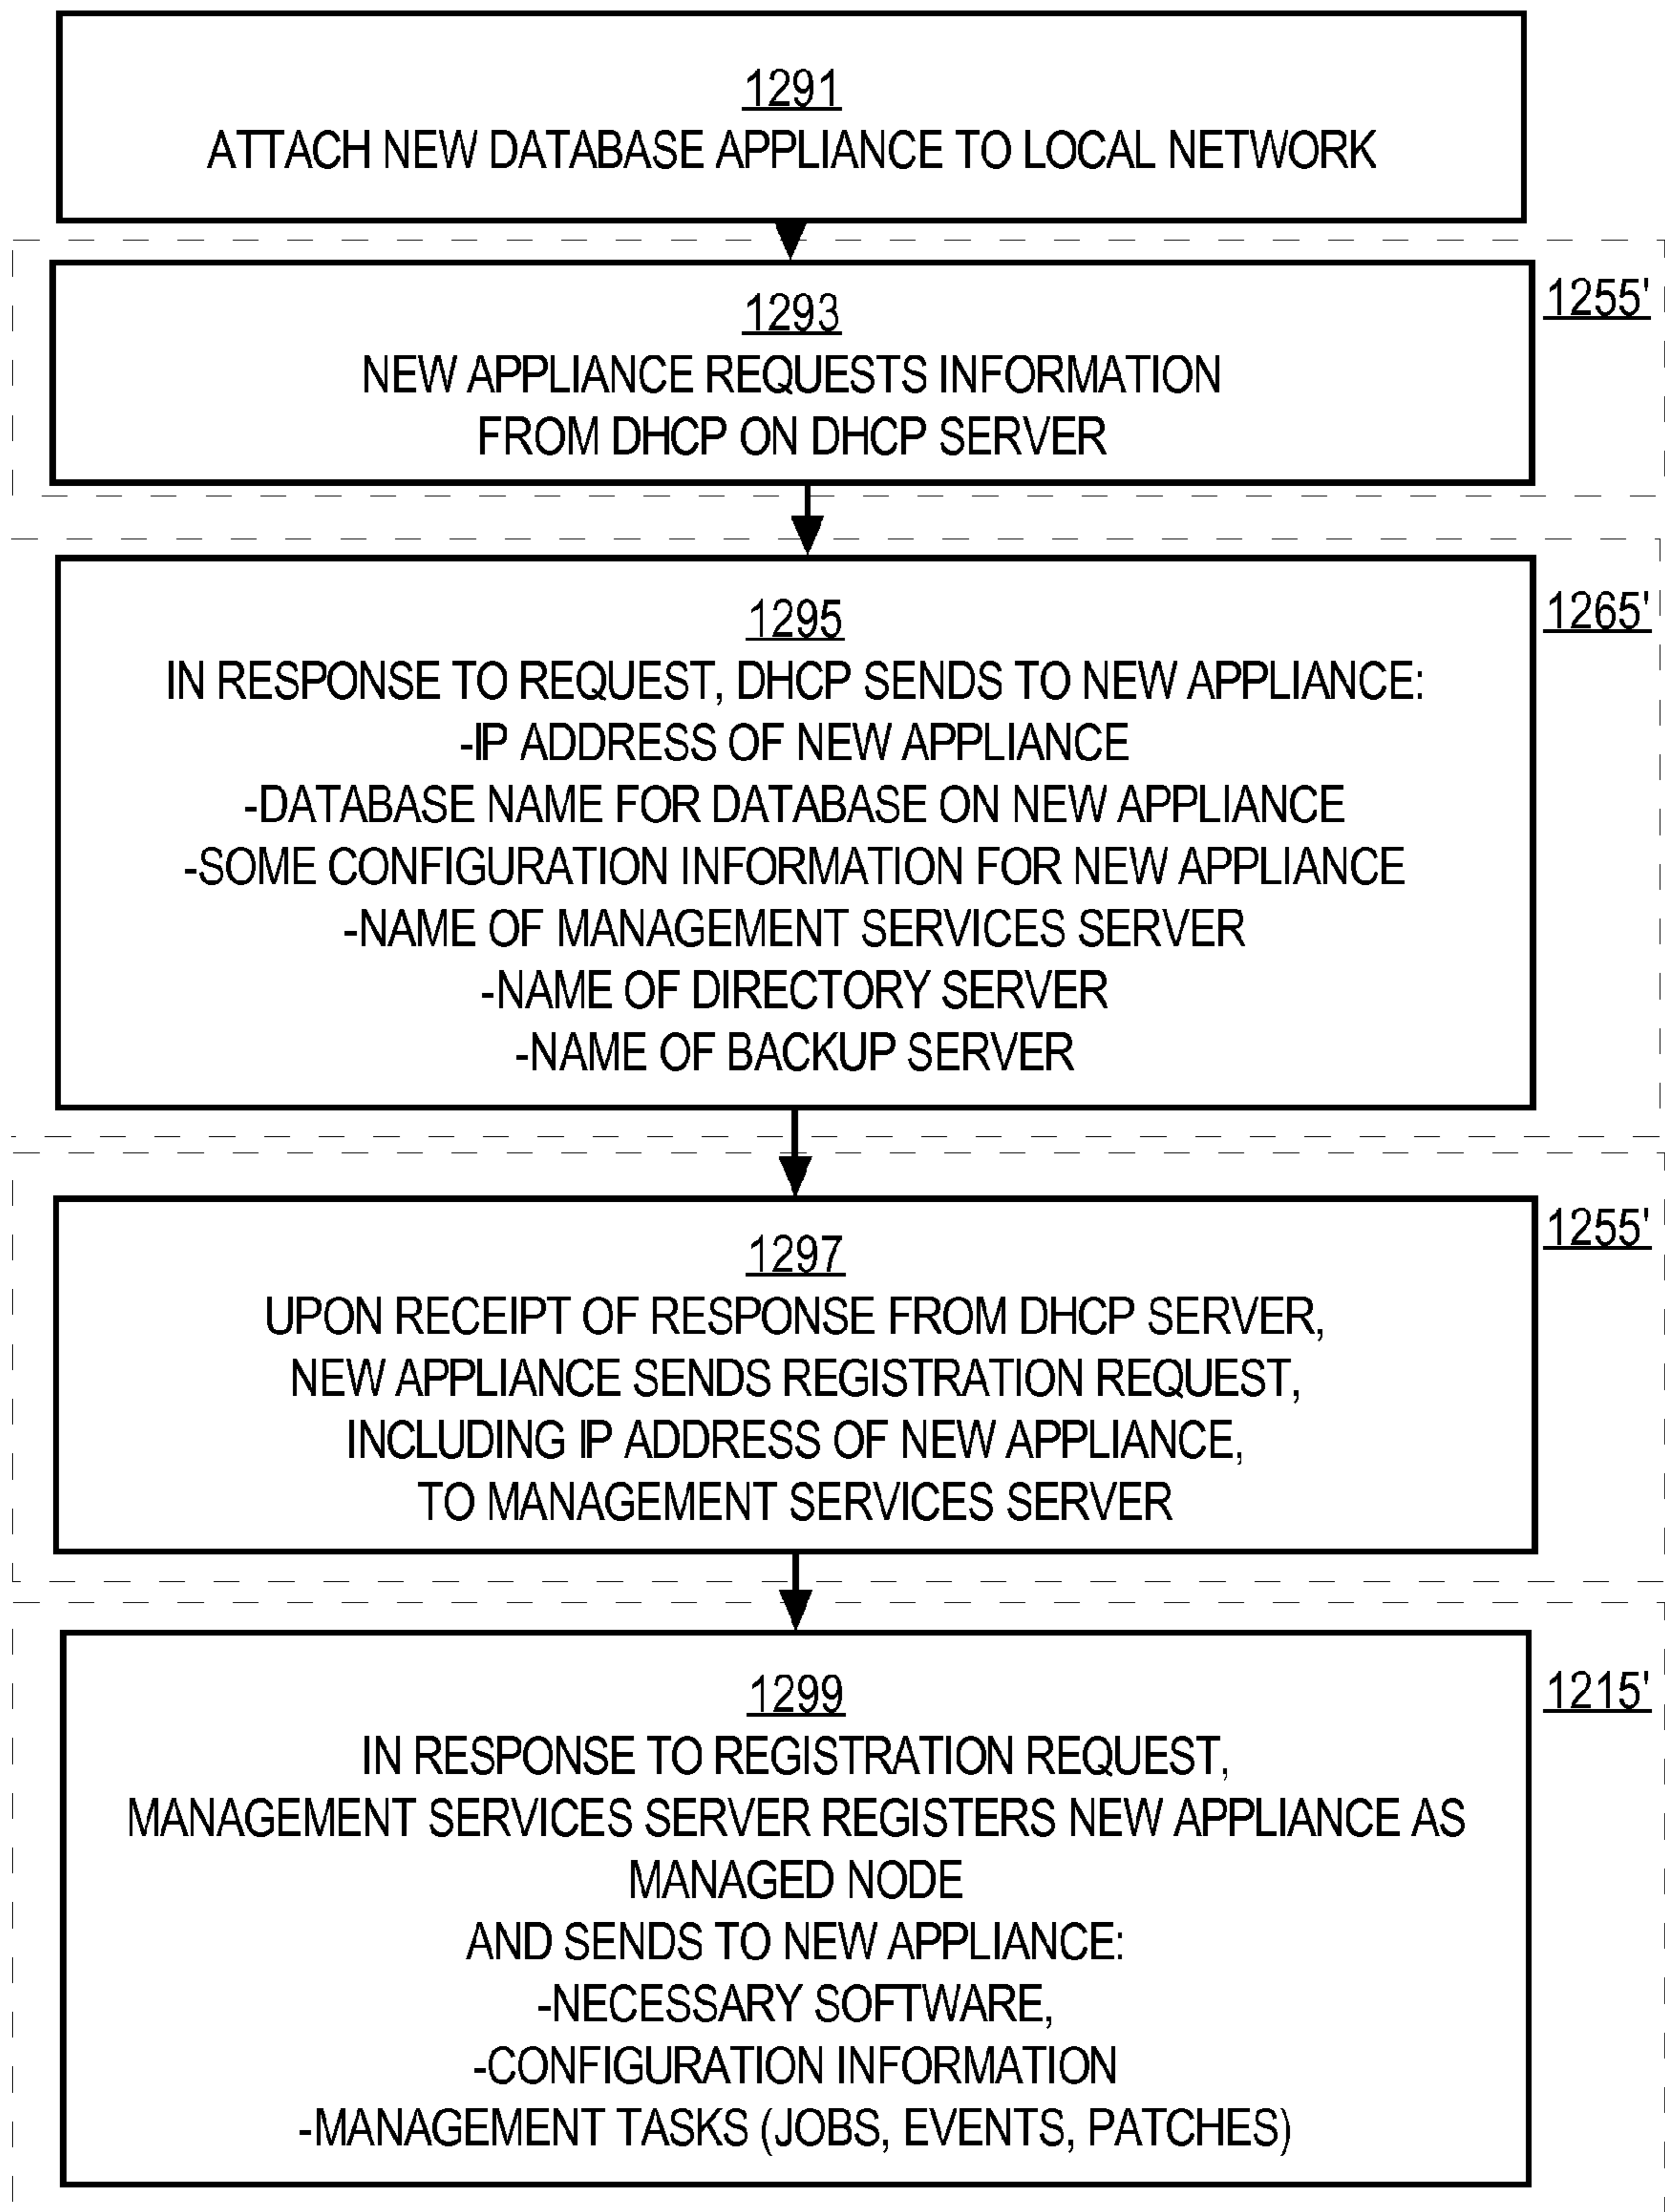 1291
ATTACH NEW DATABASE APPLIANCE TO LOCAL NETWORK
1255'
1293
NEW APPLIANCE REQUESTS INFORMATION
FROM DHCP ON DHCP SERVER
1265'
1295
IN RESPONSE TO REQUEST, DHCP SENDS TO NEW APPLIANCE:
-IP ADDRESS OF NEW APPLIANCE
-DATABASE NAME FOR DATABASE ON NEW APPLIANCE
-SOME CONFIGURATION INFORMATION FOR NEW APPLIANCE
-NAME OF MANAGEMENT SERVICES SERVER
-NAME OF DIRECTORY SERVER
-NAME OF BACKUP SERVER
1255'
1297
UPON RECEIPT OF RESPONSE FROM DHCP SERVER,
NEW APPLIANCE SENDS REGISTRATION REQUEST,
INCLUDING IP ADDRESS OF NEW APPLIANCE,
TO MANAGEMENT SERVICES SERVER
1215'
1299
IN RESPONSE TO REGISTRATION REQUEST,
MANAGEMENT SERVICES SERVER REGISTERS NEW APPLIANCE AS
MANAGED NODE
AND SENDS TO NEW APPLIANCE:
-NECESSARY SOFTWARE,
-CONFIGURATION INFORMATION
-MANAGEMENT TASKS (JOBS, EVENTS, PATCHES)